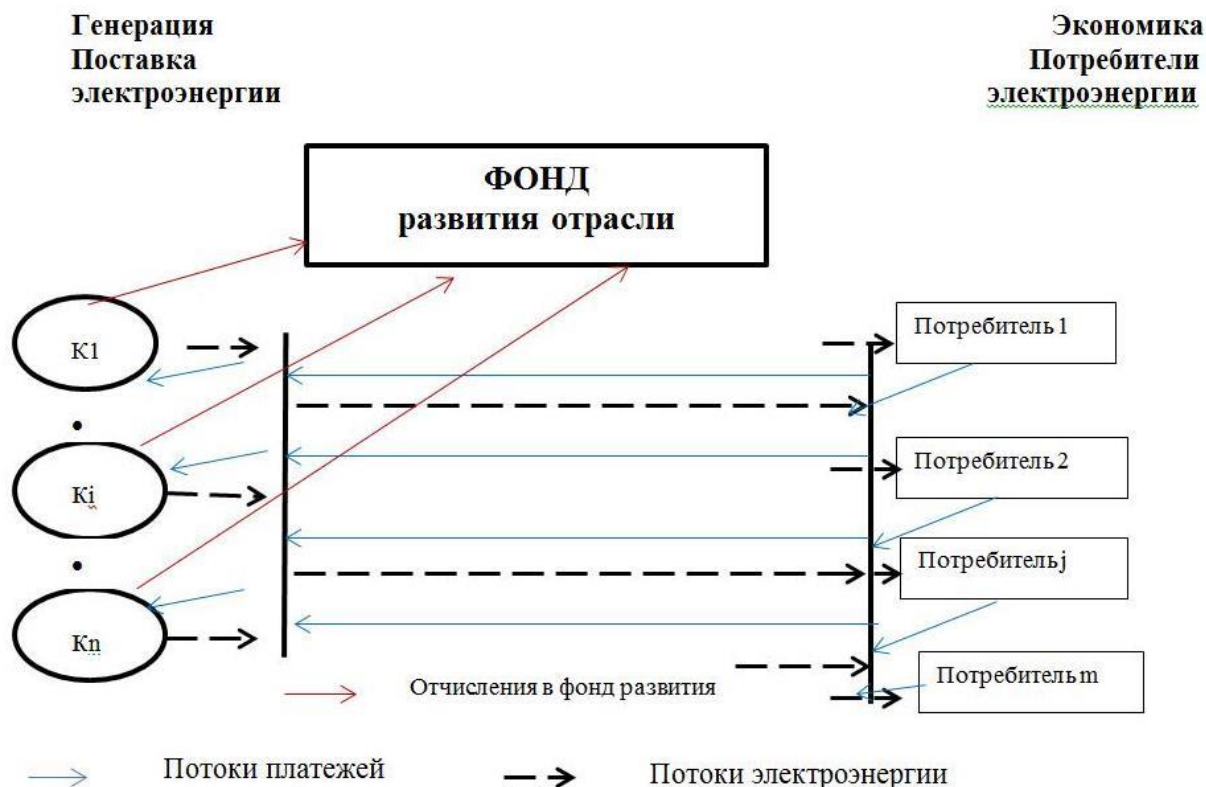 Генерация
Поставка
электроэнергии
Экономика
Потребители
электроэнергии
ФОНД
развития отрасли
К1
Кi
Кn
Потребитель 1
Потребитель 2
Потребитель j
Потребитель m
Отчисления в фонд развития
Потоки платежей
Потоки электроэнергии